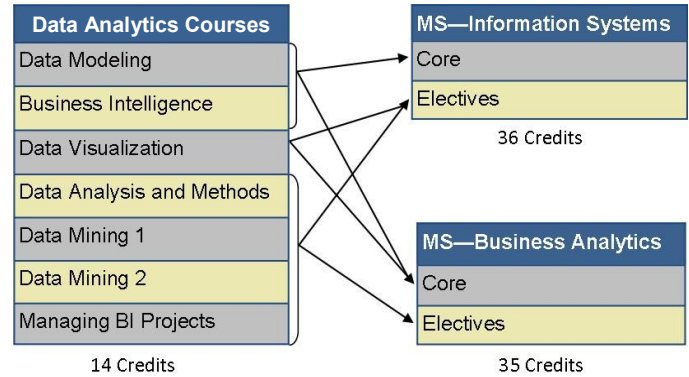 Data Analytics Courses
Data Modeling
Business Intelligence
Data Visualization
Data Analysis and Methods
Data Mining 1
Data Mining 2
Managing BI Projects
14 Credits
MS—Information Systems
Core
Electives
36 Credits
MS—Business Analytics
Core
Electives
35 Credits